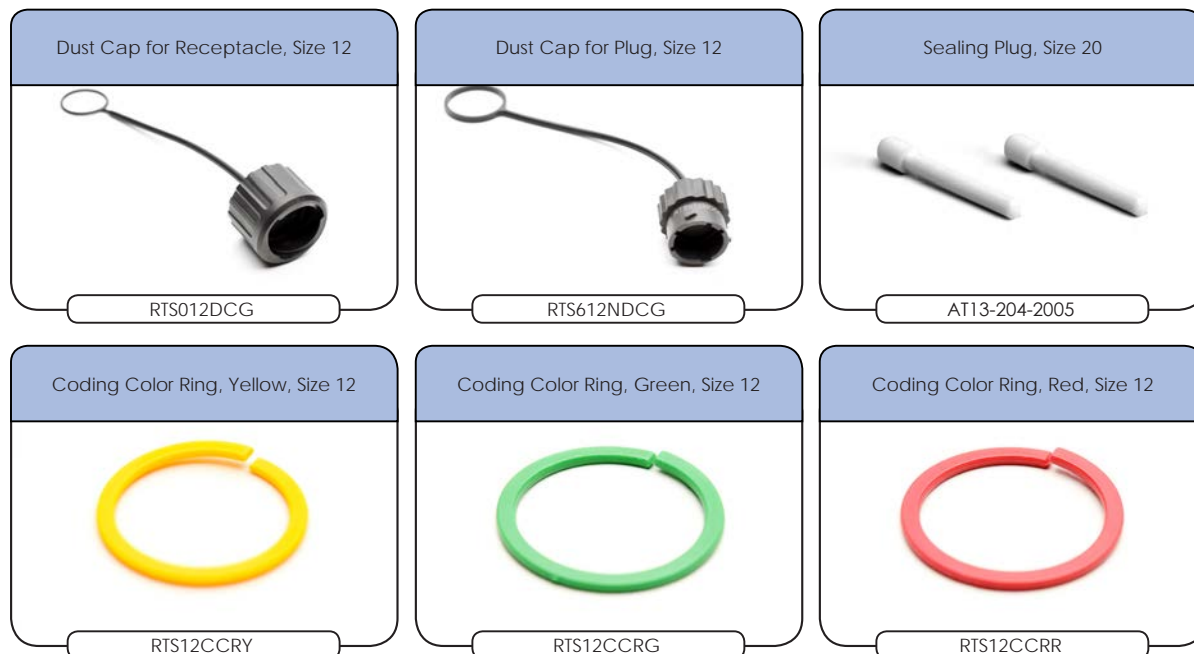 Dust Cap for Receptacle, Size 12
Dust Cap for Plug, Size 12
Sealing Plug, Size 20
RTS012DCG
RTS612NDCG
AT13-204-2005
Coding Color Ring, Yellow, Size 12
Coding Color Ring, Green, Size 12
Coding Color Ring, Red, Size 12
RTS12CCRY
RTS12CCRG
RTS12CCRR